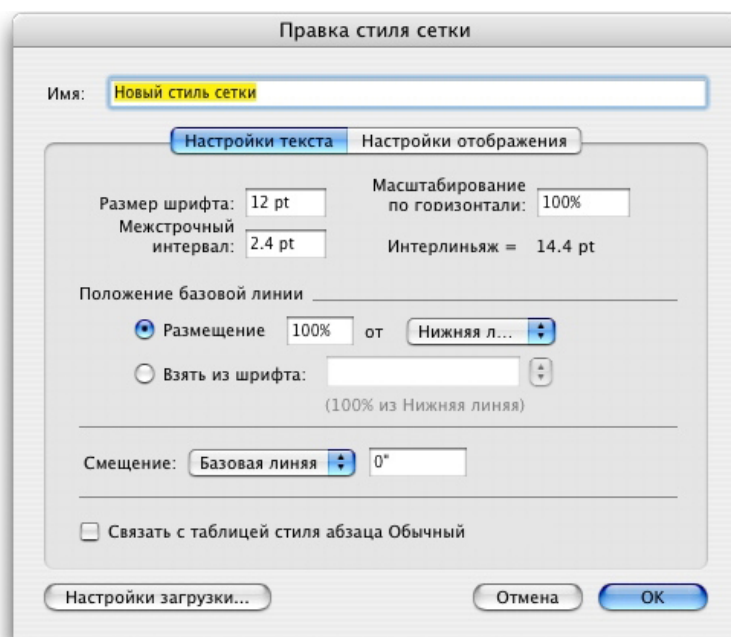 Правка стиля сетки
Имя: Новый стиль сетки
Настройки текста Настройки отображения
Размер шрифта: 12 pt
Масштабирование
по горизонтали: 100%
Межстрочный
интервал: 2.4 pt
Интерлиньяж = 14.4 pt
Положение базовой линии
Размещение 100% от Нижняя л...
Взять из шрифта:
(100% из Нижняя линяя)
Смещение: Базовая линяя 0"
Связать с таблицей стиля абзаца Обычный
Настройки загрузки... Отмена OK